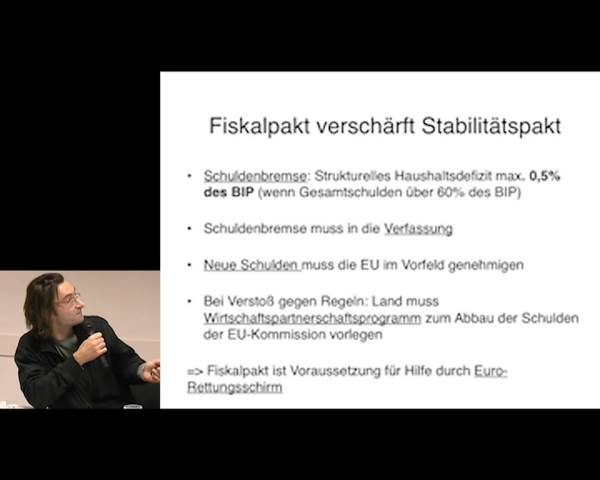 Fiskalpakt verschärft Stabilitätspakt
• Schuldenbremse: Strukturelles Haushaltsdefizit max. 0,5%
des BIP (wenn Gesamtschulden über 60% des BIP)
• Schuldenbremse muss in die Verfassung
• Neue Schulden muss die EU im Vorfeld genehmigen
• Bei Verstoß gegen Regeln: Land muss
Wirtschaftspartnerschaftsprogramm zum Abbau der Schulden
der EU-Kommission vorlegen
=> Fiskalpakt ist Voraussetzung für Hilfe durch Euro-
Rettungsschirm